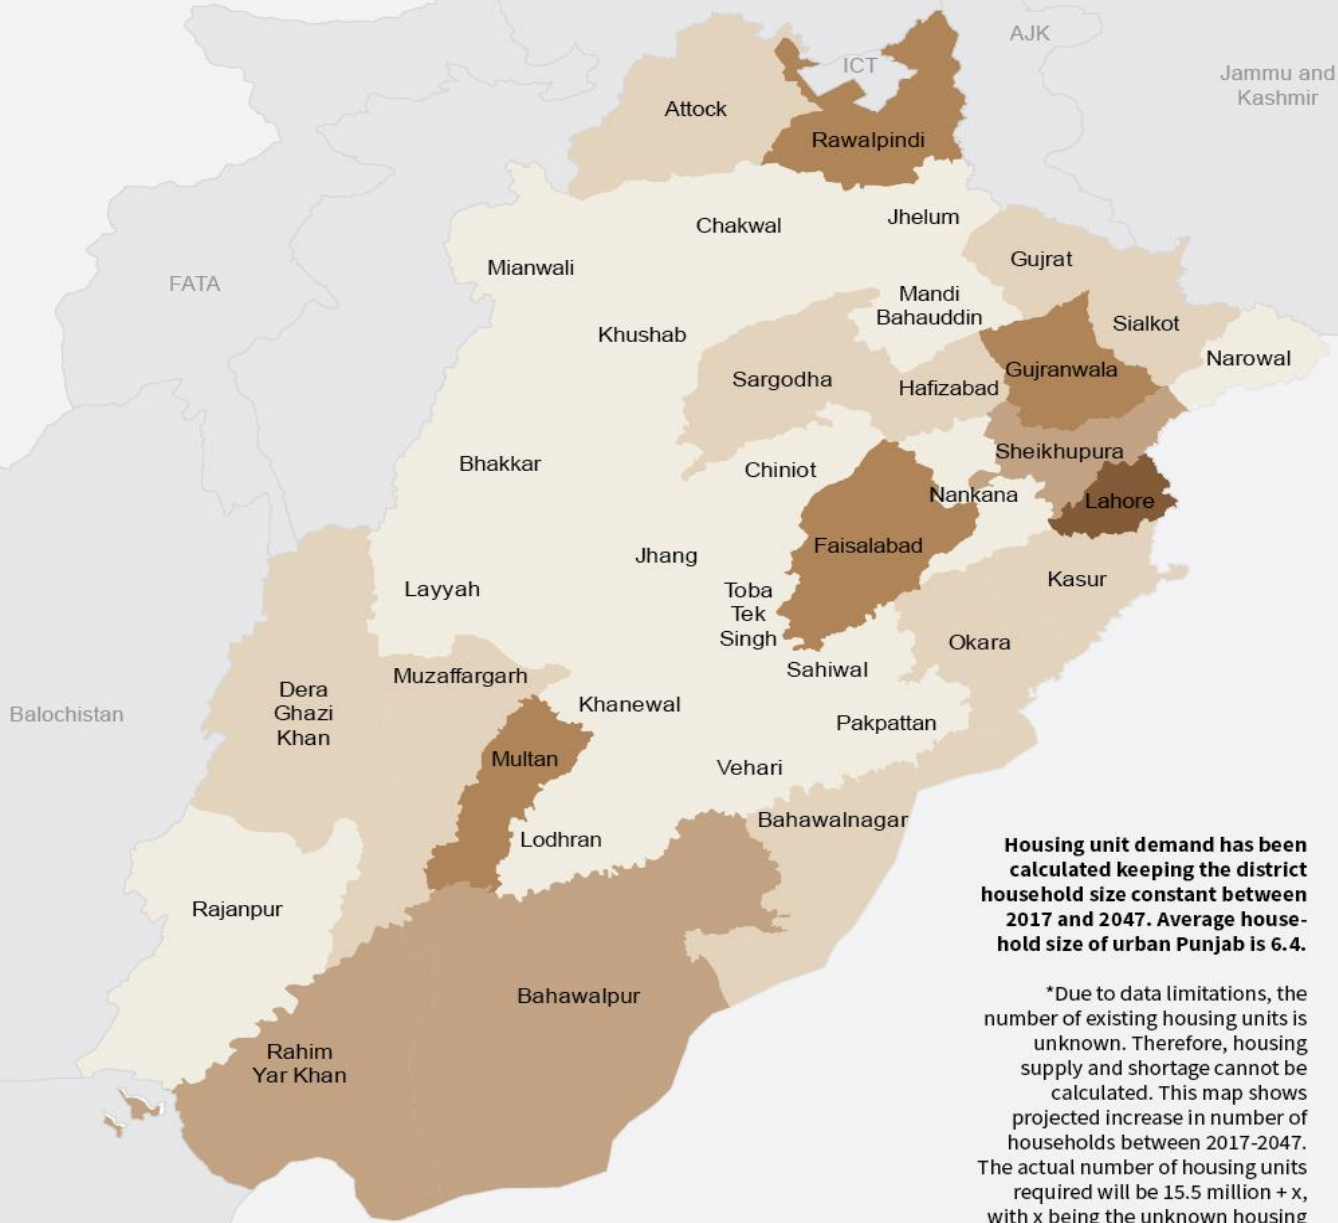 AJK
ICT
Jammu and
Kashmir
Attock
Rawalpindi
Chakwal
Jhelum
Gujrat
Mianwali
FATA
Mandi
Bahauddin
Khushab
Sialkot
Narowal
Sargodha
Hafizabad
Gujranwala
Sheikhupura
Bhakkar
Chiniot
Nankana
Lahore
Faisalabad
Jhang
Kasur
Layyah
Toba
Tek
Singh
Okara
Sahiwal
Muzaffargarh
Dera
Ghazi
Khan
Khanewal
Balochistan
Pakpattan
Multan
Vehari
Bahawalnagar
Lodhran
Rajanpur
Bahawalpur
Rahim
Yar Khan
Housing unit demand has been
calculated keeping the district
household size constant between
2017 and 2047. Average house-
hold size of urban Punjab is 6.4.
*Due to data limitations, the
number of existing housing units is
unknown. Therefore, housing
supply and shortage cannot be
calculated. This map shows
projected increase in number of
households between 2017-2047.
The actual number of housing units
required will be 15.5 million + x,
with x being the unknown housing